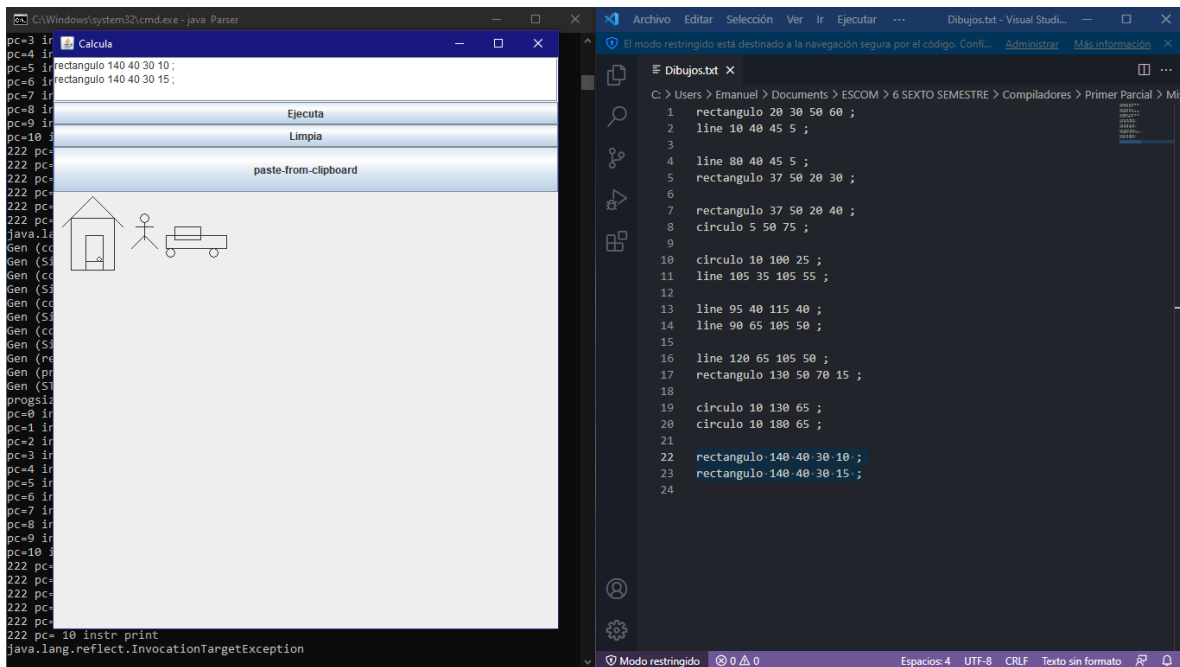 C:\Windows\system32\cmd.exe - java Parser
Calcula
rectangulo 140 40 30 10 ;
rectangulo 140 40 30 15 ;
Ejecuta
Limpia
paste-from-clipboard
pc=3 ir
pc=4 ir
pc=5 ir
pc=6 ir
pc=7 ir
pc=8 ir
pc=9 ir
pc=10 i
222 pc=
222 pc=
222 pc=
222 pc=
222 pc=
222 pc=
java.la
Gen (co
Gen (Si
Gen (co
Gen (Si
Gen (co
Gen (Si
Gen (co
Gen (Si
Gen (re
Gen (pr
Gen (ST
progsiz
pc=0 ir
pc=1 ir
pc=2 ir
pc=3 ir
pc=4 ir
pc=5 ir
pc=6 ir
pc=7 ir
pc=8 ir
pc=9 ir
pc=10 i
222 pc=
222 pc=
222 pc=
222 pc=
222 pc=
222 pc= 10 instr print
java.lang.reflect.InvocationTargetException
Archivo Editar Selección Ver Ir Ejecutar ··· Dibujos.txt - Visual Studi...
El modo restringido está destinado a la navegación segura por el código. Confi... Administrar Más información
Dibujos.txt
C: > Users > Emanuel > Documents > ESCOM > 6 SEXTO SEMESTRE > Compiladores > Primer Parcial > Mi
1 rectangulo 20 30 50 60 ;
2 line 10 40 45 5 ;
3
4 line 80 40 45 5 ;
5 rectangulo 37 50 20 30 ;
6
7 rectangulo 37 50 20 40 ;
8 circulo 5 50 75 ;
9
10 circulo 10 100 25 ;
11 line 105 35 105 55 ;
12
13 line 95 40 115 40 ;
14 line 90 65 105 50 ;
15
16 line 120 65 105 50 ;
17 rectangulo 130 50 70 15 ;
18
19 circulo 10 130 65 ;
20 circulo 10 180 65 ;
21
22 rectangulo·140·40·30·10·;
23 rectangulo·140·40·30·15·;
24
Modo restringido 0 0 Espacios: 4 UTF-8 CRLF Texto sin formato